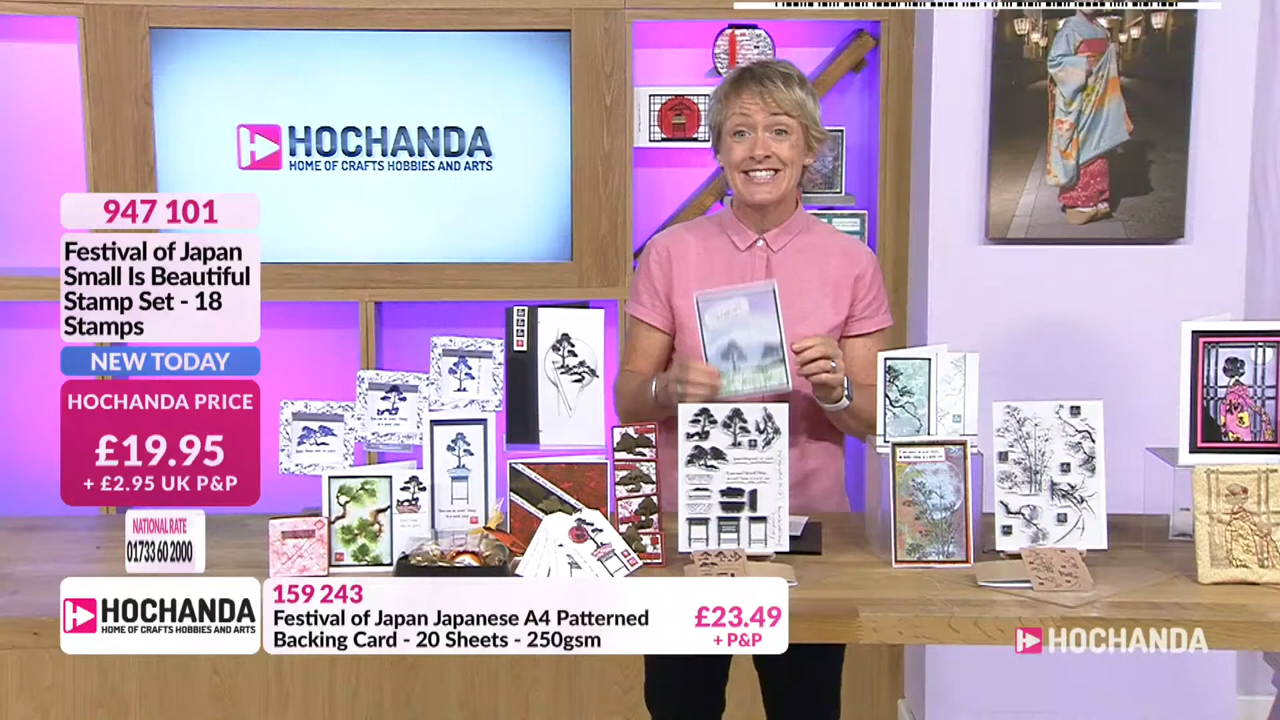 HOCHANDA
HOME OF CRAFTS HOBBIES AND ARTS
947 101
Festival of Japan
Small Is Beautiful
Stamp Set - 18
Stamps
NEW TODAY
HOCHANDA PRICE
£19.95
+ £2.95 UK P&P
NATIONAL RATE
01733 60 2000
HOCHANDA
HOME OF CRAFTS HOBBIES AND ARTS
159 243
Festival of Japan Japanese A4 Patterned
Backing Card - 20 Sheets - 250gsm
£23.49
+ P&P
HOCHANDA